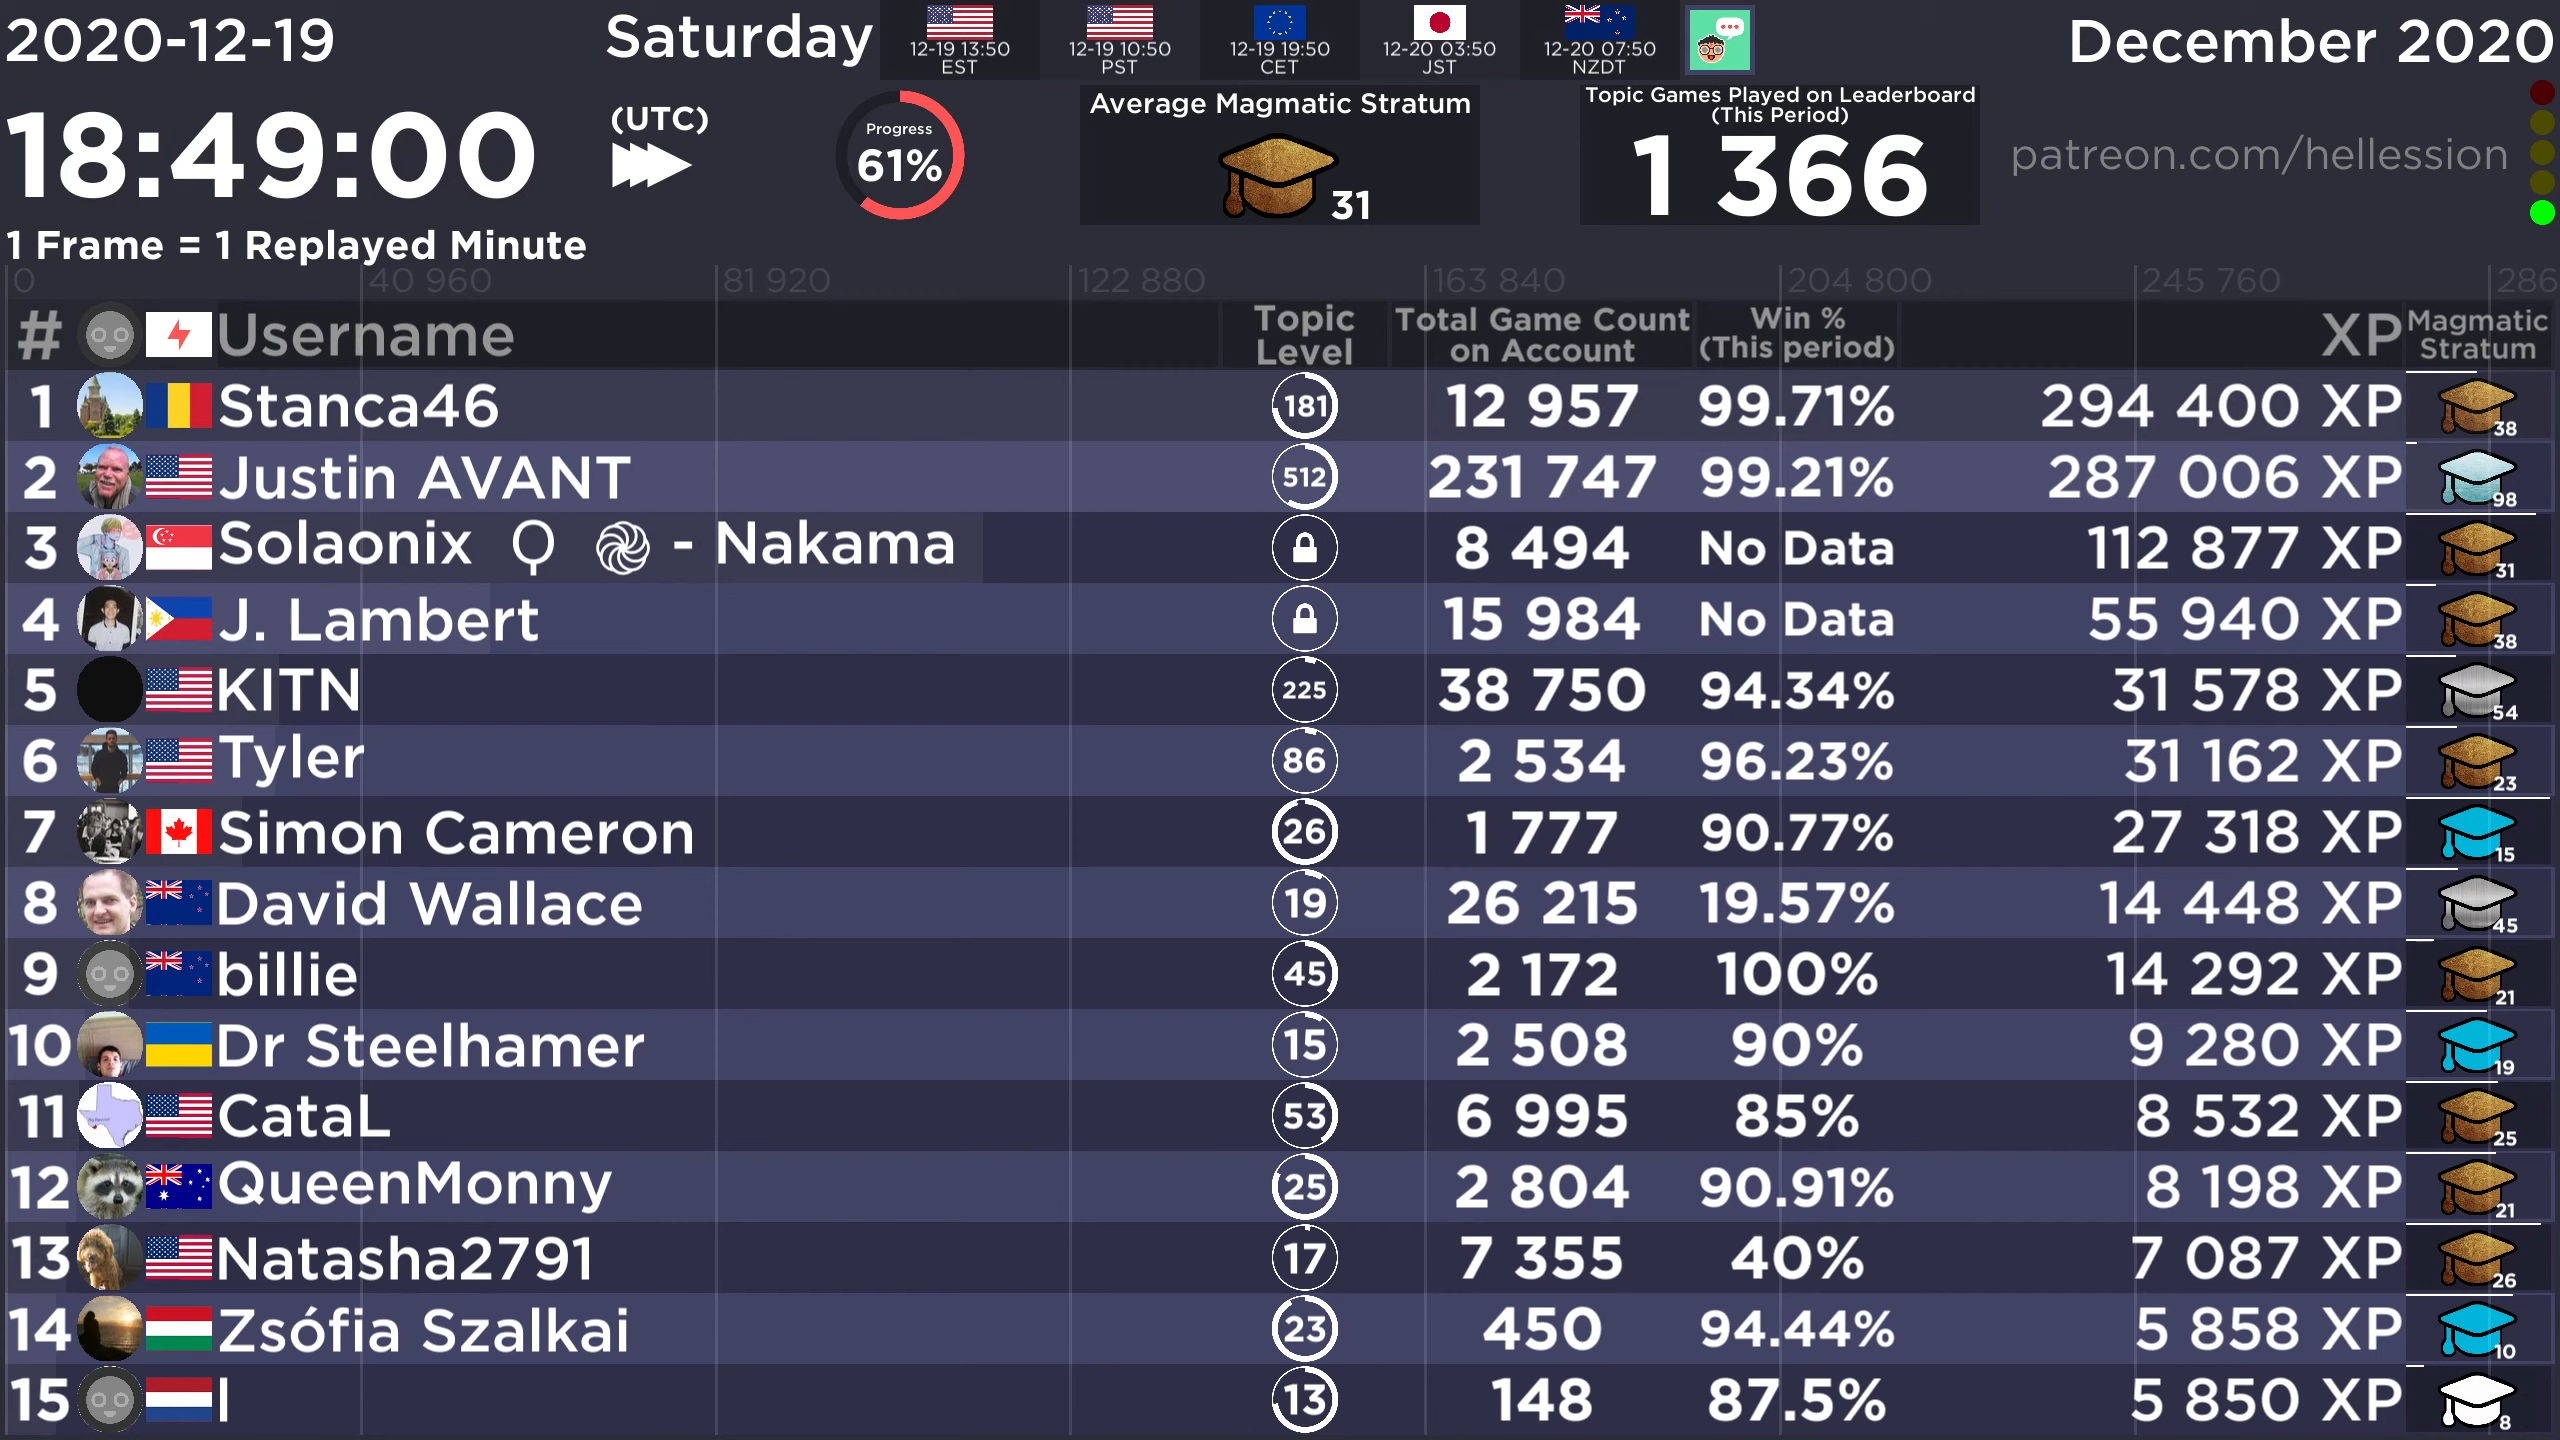 2020-12-19
Saturday
12-19 13:50
EST
12-19 10:50
PST
12-19 19:50
CET
12-20 03:50
JST
12-20 07:50
NZDT
December 2020
18:49:00
(UTC)
Progress
61%
Average Magmatic Stratum
31
Topic Games Played on Leaderboard
(This Period)
1 366
patreon.com/hellession
1 Frame = 1 Replayed Minute
0 40 960 81 920 122 880 163 840 204 800 245 760 286
# Username Topic Level Total Game Count on Account Win % (This period) XP Magmatic Stratum
1 Stanca46 181 12 957 99.71% 294 400 XP 38
2 Justin AVANT 512 231 747 99.21% 287 006 XP 98
3 Solaonix - Nakama 8 494 No Data 112 877 XP 31
4 J. Lambert 15 984 No Data 55 940 XP 38
5 KITN 225 38 750 94.34% 31 578 XP 54
6 Tyler 86 2 534 96.23% 31 162 XP 23
7 Simon Cameron 26 1 777 90.77% 27 318 XP 15
8 David Wallace 19 26 215 19.57% 14 448 XP 45
9 billie 45 2 172 100% 14 292 XP 21
10 Dr Steelhamer 15 2 508 90% 9 280 XP 19
11 CataL 53 6 995 85% 8 532 XP 25
12 QueenMonny 25 2 804 90.91% 8 198 XP 21
13 Natasha2791 17 7 355 40% 7 087 XP 26
14 Zsófia Szalkai 23 450 94.44% 5 858 XP 10
15 l 13 148 87.5% 5 850 XP 8